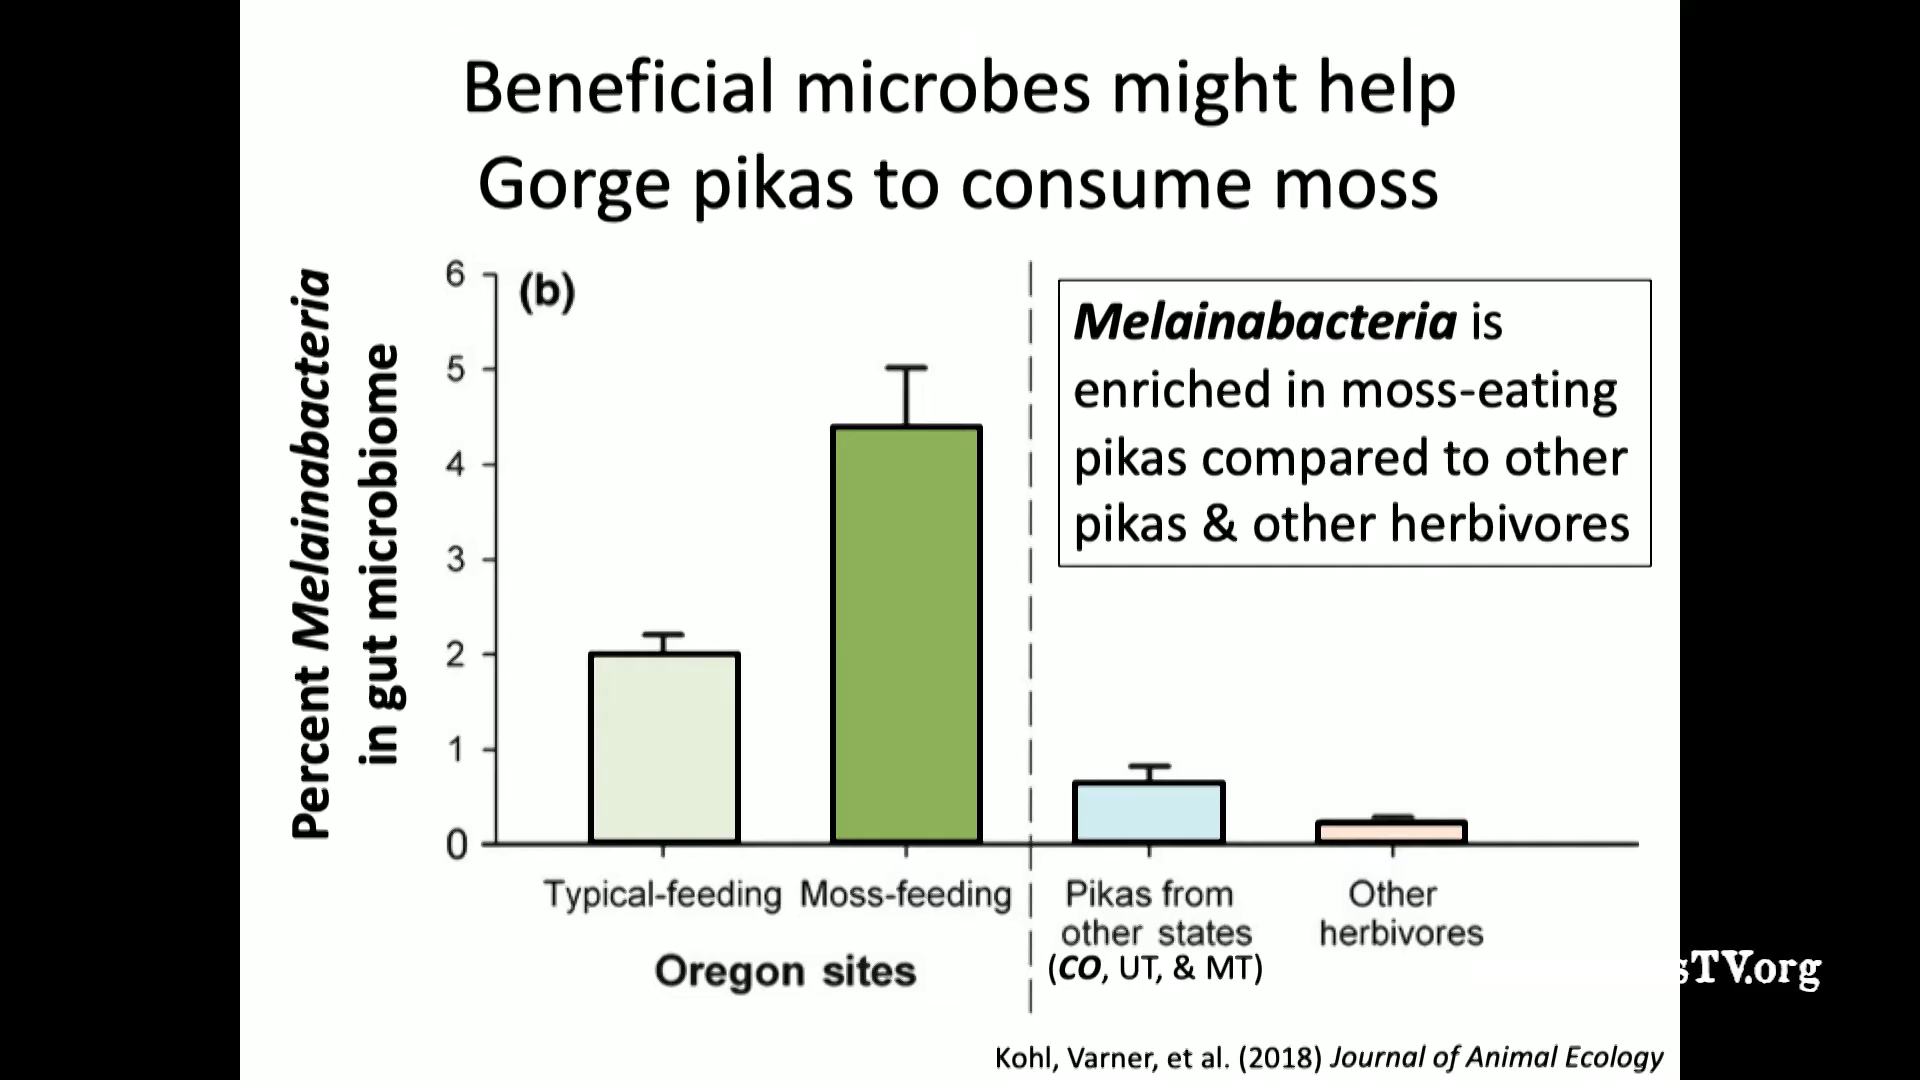 Beneficial microbes might help
Gorge pikas to consume moss
Percent Melainabacteria
in gut microbiome
6
5
4
3
2
1
0
(b)
Melainabacteria is
enriched in moss-eating
pikas compared to other
pikas & other herbivores
Typical-feeding
Moss-feeding
Oregon sites
Pikas from
other states
(CO, UT, & MT)
Other
herbivores
sTV.org
Kohl, Varner, et al. (2018) Journal of Animal Ecology